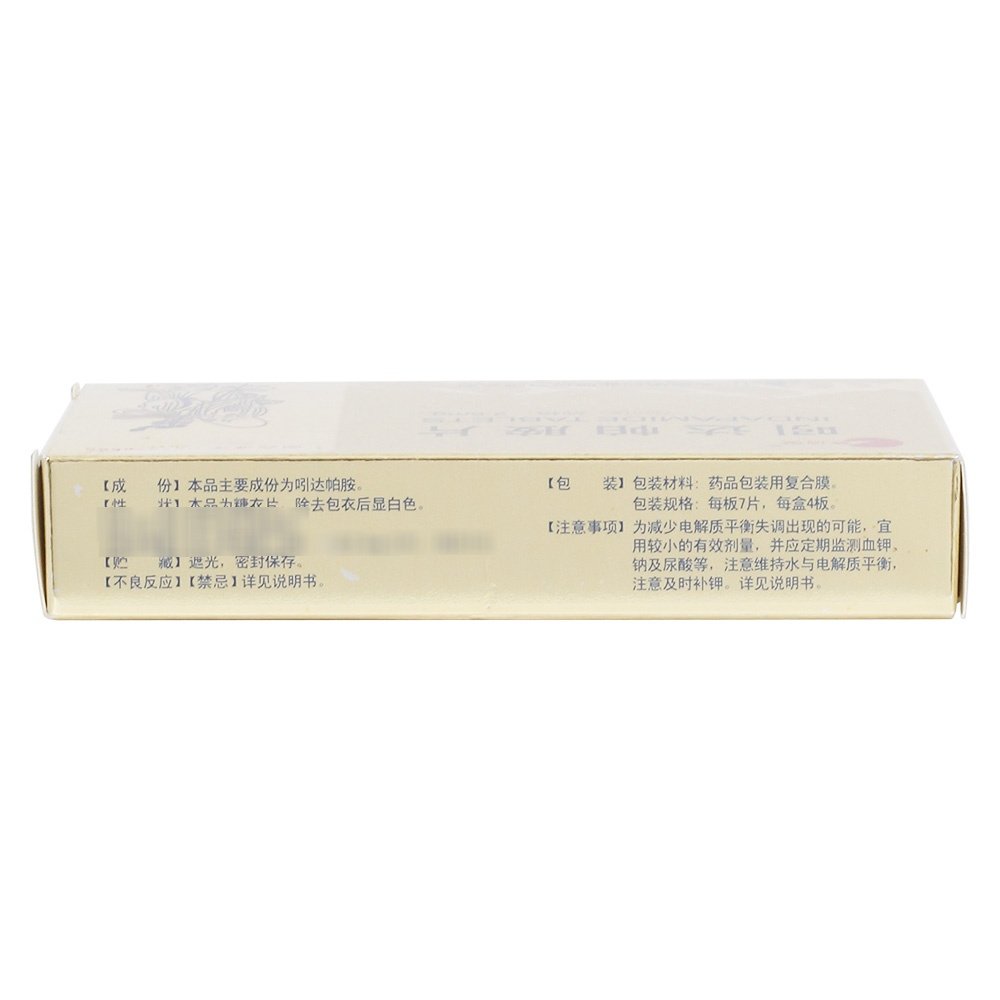 吲达帕胺片
INDAPAMIDE TABLETS
【成　份】本品主要成份为吲达帕胺。
【性　状】本品为糖衣片，除去包衣后显白色。
【贮　藏】遮光，密封保存。
【不良反应】【禁忌】详见说明书。
【包　装】包装材料：药品包装用复合膜。
包装规格：每板7片，每盒4板。
【注意事项】为减少电解质平衡失调出现的可能，宜
用较小的有效剂量，并应定期监测血钾、
钠及尿酸等，注意维持水与电解质平衡，
注意及时补钾。详见说明书。